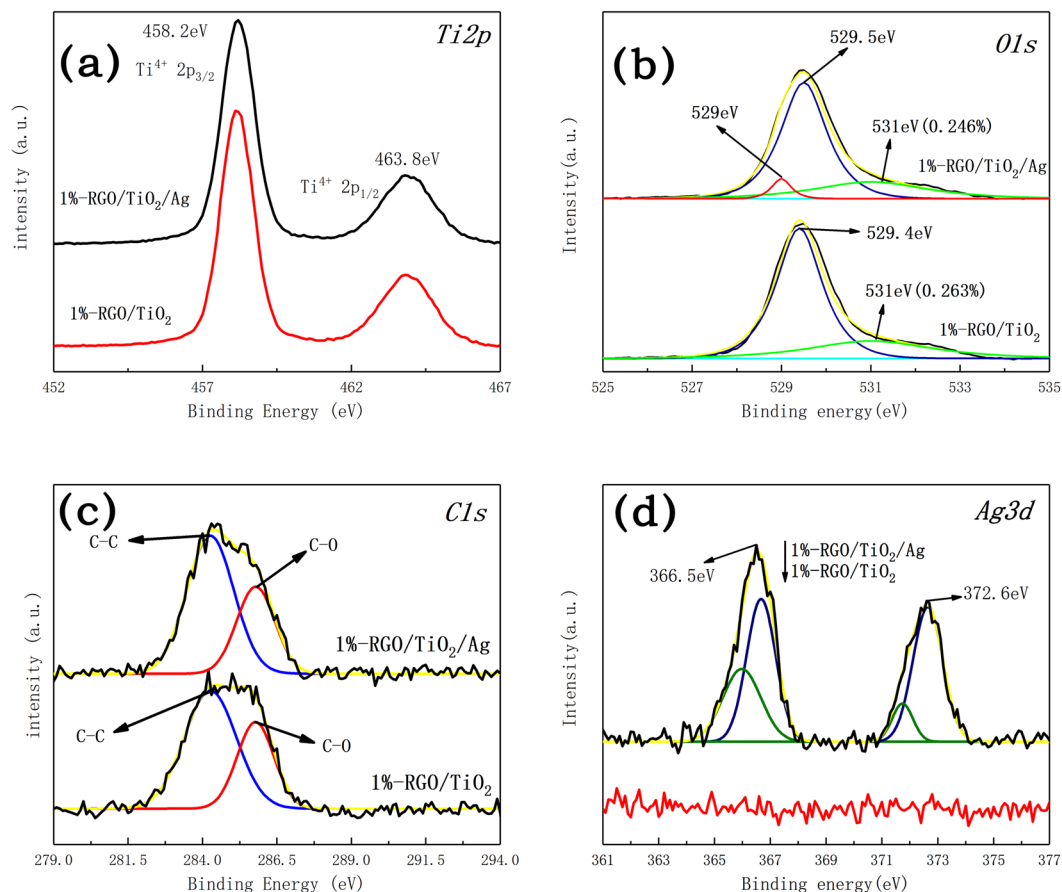 (a)
Ti2p
458.2eV
Ti⁴⁺ 2p₃/₂
463.8eV
Ti⁴⁺ 2p₁/₂
1%-RGO/TiO₂/Ag
1%-RGO/TiO₂
intensity (a.u.)
452 457 462 467
Binding Energy (eV)
(b)
O1s
529.5eV
529eV
531eV(0.246%)
1%-RGO/TiO₂/Ag
529.4eV
531eV(0.263%)
1%-RGO/TiO₂
Intensity(a.u.)
525 527 529 531 533 535
Binding energy(eV)
(c)
C1s
C-C
C-O
1%-RGO/TiO₂/Ag
C-C
C-O
1%-RGO/TiO₂
intensity (a.u.)
279.0 281.5 284.0 286.5 289.0 291.5 294.0
Binding Energy (eV)
(d)
Ag3d
366.5eV
1%-RGO/TiO₂/Ag
1%-RGO/TiO₂
372.6eV
Intensity (a.u.)
361 363 365 367 369 371 373 375 377
Binding energy (eV)